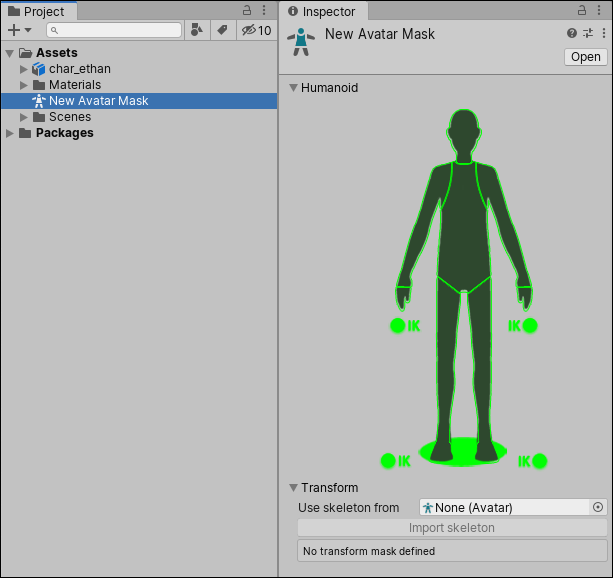 Project
10
Assets
char_ethan
Materials
New Avatar Mask
Scenes
Packages
Inspector
New Avatar Mask
Open
Humanoid
IK IK
IK IK
Transform
Use skeleton from None (Avatar)
Import skeleton
No transform mask defined